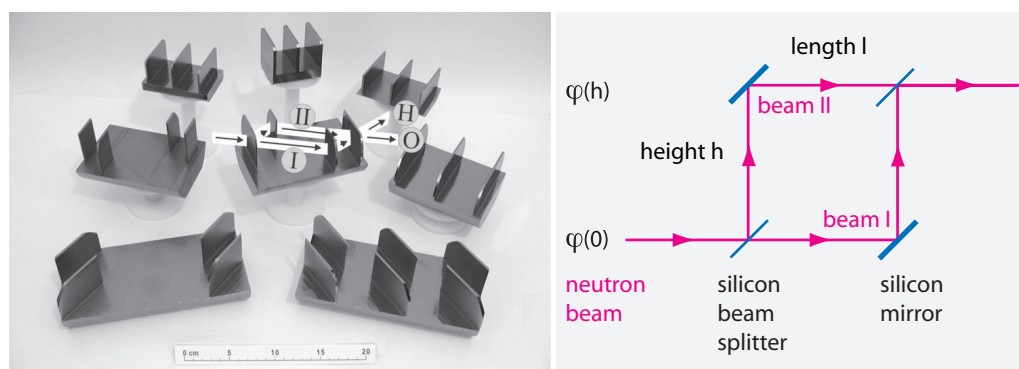 II
H
I
O
0 cm 5 10 15 20
length l
φ(h)
beam II
height h
beam I
φ(0)
neutron
beam
silicon
beam
splitter
silicon
mirror